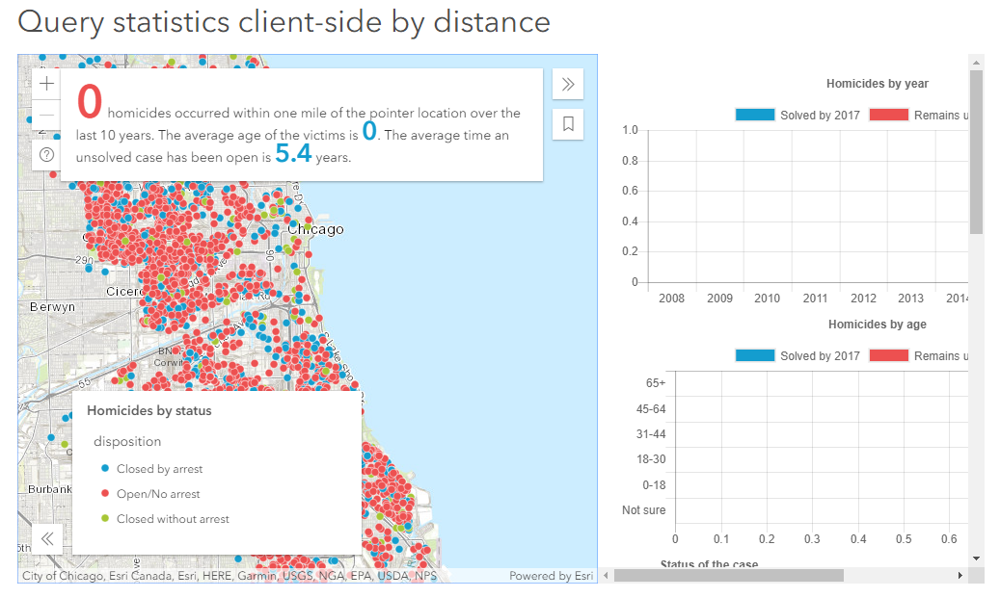 Query statistics client-side by distance
0 homicides occurred within one mile of the pointer location over the
last 10 years. The average age of the victims is 0. The average time an
unsolved case has been open is 5.4 years.
Chicago
290
90
Cicero
Berwyn
55
Burbank
Homicides by status
disposition
Closed by arrest
Open/No arrest
Closed without arrest
City of Chicago, Esri Canada, Esri, HERE, Garmin, USGS, NGA, EPA, USDA, NPS
Powered by Esri
Homicides by year
Solved by 2017 Remains u
1.0
0.8
0.6
0.4
0.2
0
2008 2009 2010 2011 2012 2013 2014
Homicides by age
Solved by 2017 Remains u
65+
45-64
31-44
18-30
0-18
Not sure
0 0.1 0.2 0.3 0.4 0.5 0.6
Status of the case